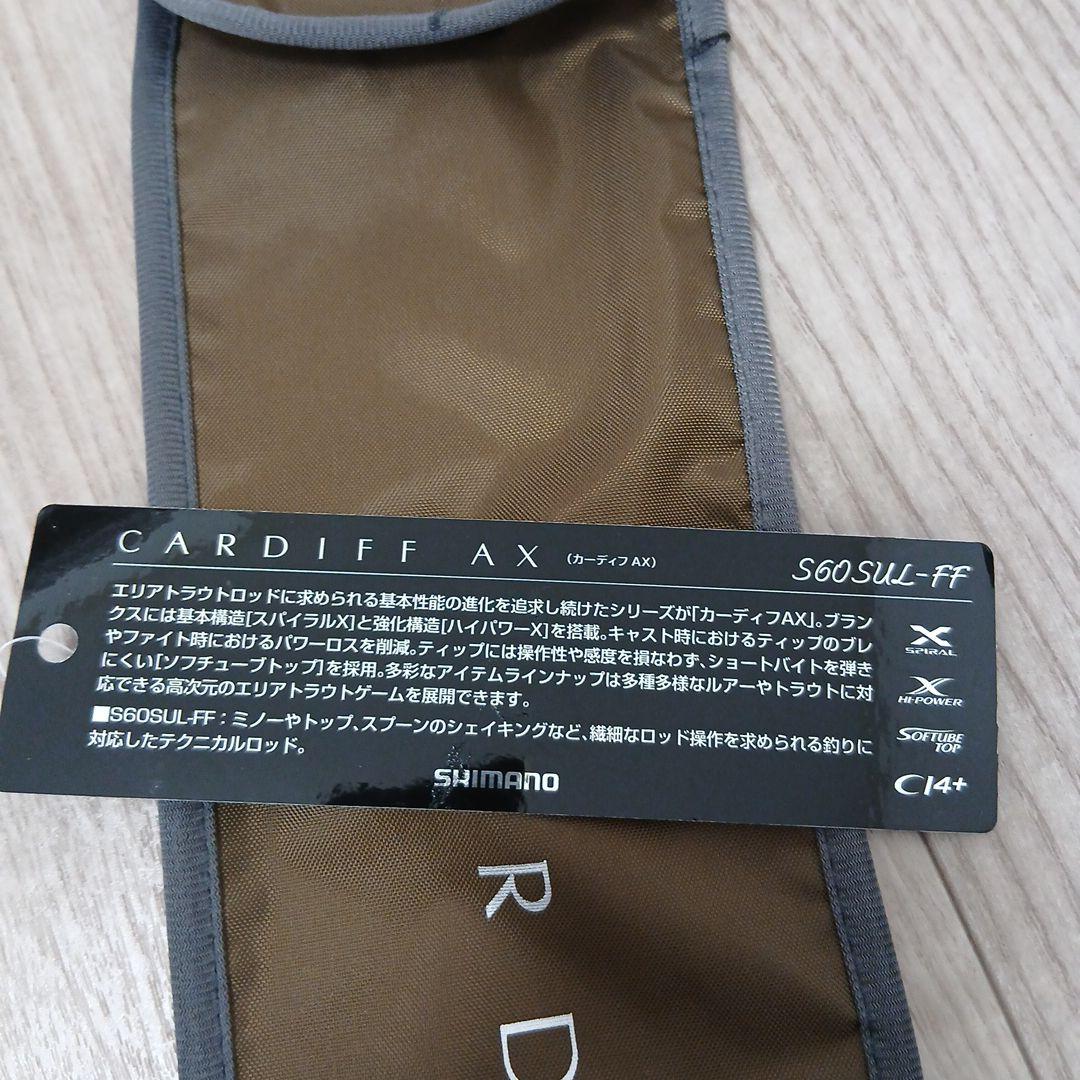 CARDIFF AX (カーディフ AX) S60SUL-FF
エリアトラウトロッドに求められる基本性能の進化を追求し続けたシリーズが「カーディフAX」。ブラン
クスには基本構造[スパイラルX]と強化構造[ハイパワーX]を搭載。キャスト時におけるティップのブレ
やファイト時におけるパワーロスを削減。ティップには操作性や感度を損なわず、ショートバイトを弾き
にくい[ソフチューブトップ]を採用。多彩なアイテムラインナップは多種多様なルアーやトラウトに対
応できる高次元のエリアトラウトゲームを展開できます。
■S60SUL-FF：ミノーやトップ、スプーンのシェイキングなど、繊細なロッド操作を求められる釣りに
対応したテクニカルロッド。
SHIMANO
X
SPIRAL
X
HI-POWER
SOFTUBE
TOP
CI4+
R
D